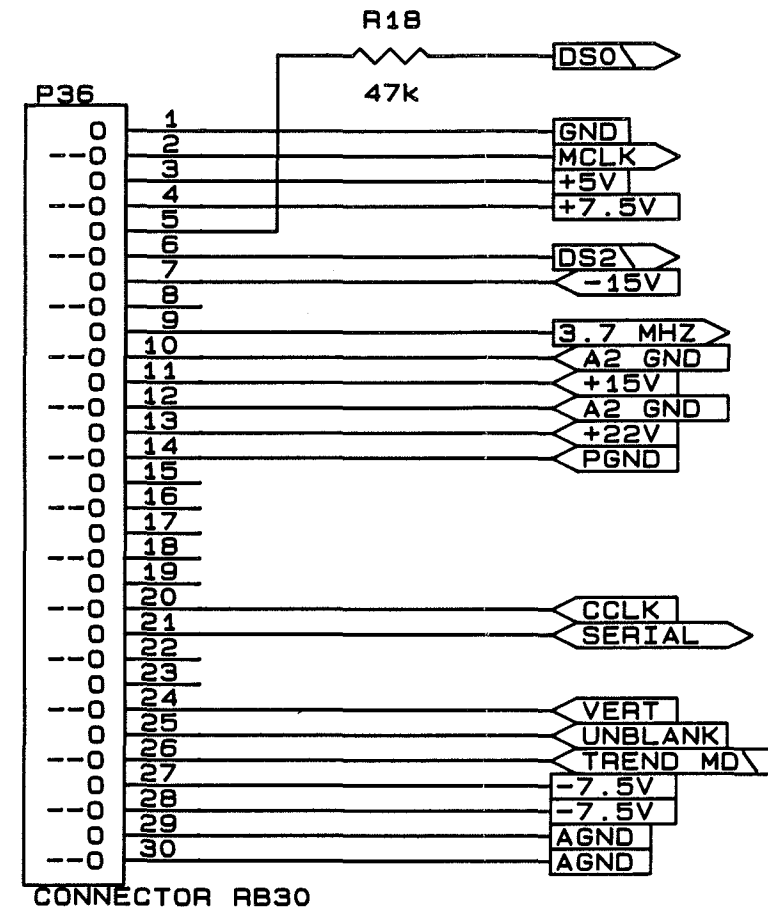 R18
DS0\
47K
P36
O 1 GND
--O 2 MCLK
O 3 +5V
--O 4 +7.5V
O 5
--O 6 DS2\
O 7 -15V
--O 8
O 9 3.7 MHZ
--O 10 A2 GND
O 11 +15V
--O 12 A2 GND
O 13 +22V
--O 14 PGND
O 15
--O 16
O 17
--O 18
O 19
--O 20 CCLK
O 21 SERIAL
--O 22
O 23
--O 24 VERT
O 25 UNBLANK
--O 26 TREND MD\
O 27 -7.5V
--O 28 -7.5V
O 29 AGND
--O 30 AGND
CONNECTOR RB30